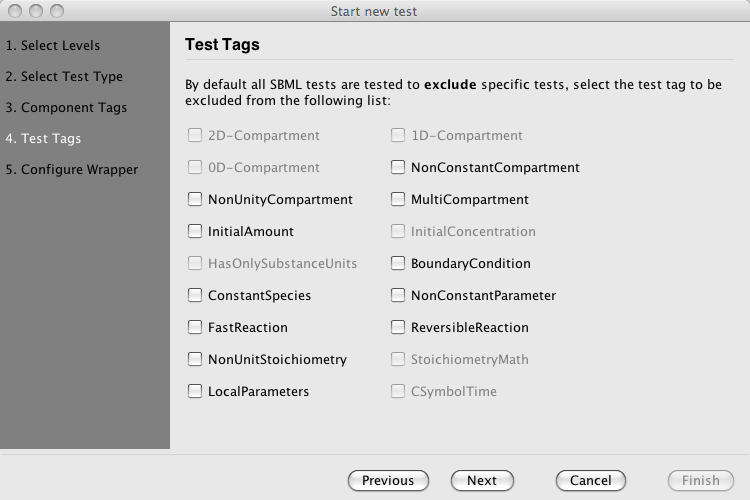 Start new test
1. Select Levels
2. Select Test Type
3. Component Tags
4. Test Tags
5. Configure Wrapper
Test Tags
By default all SBML tests are tested to exclude specific tests, select the test tag to be
excluded from the following list:
2D-Compartment
1D-Compartment
0D-Compartment
NonConstantCompartment
NonUnityCompartment
MultiCompartment
InitialAmount
InitialConcentration
HasOnlySubstanceUnits
BoundaryCondition
ConstantSpecies
NonConstantParameter
FastReaction
ReversibleReaction
NonUnitStoichiometry
StoichiometryMath
LocalParameters
CSymbolTime
Previous
Next
Cancel
Finish